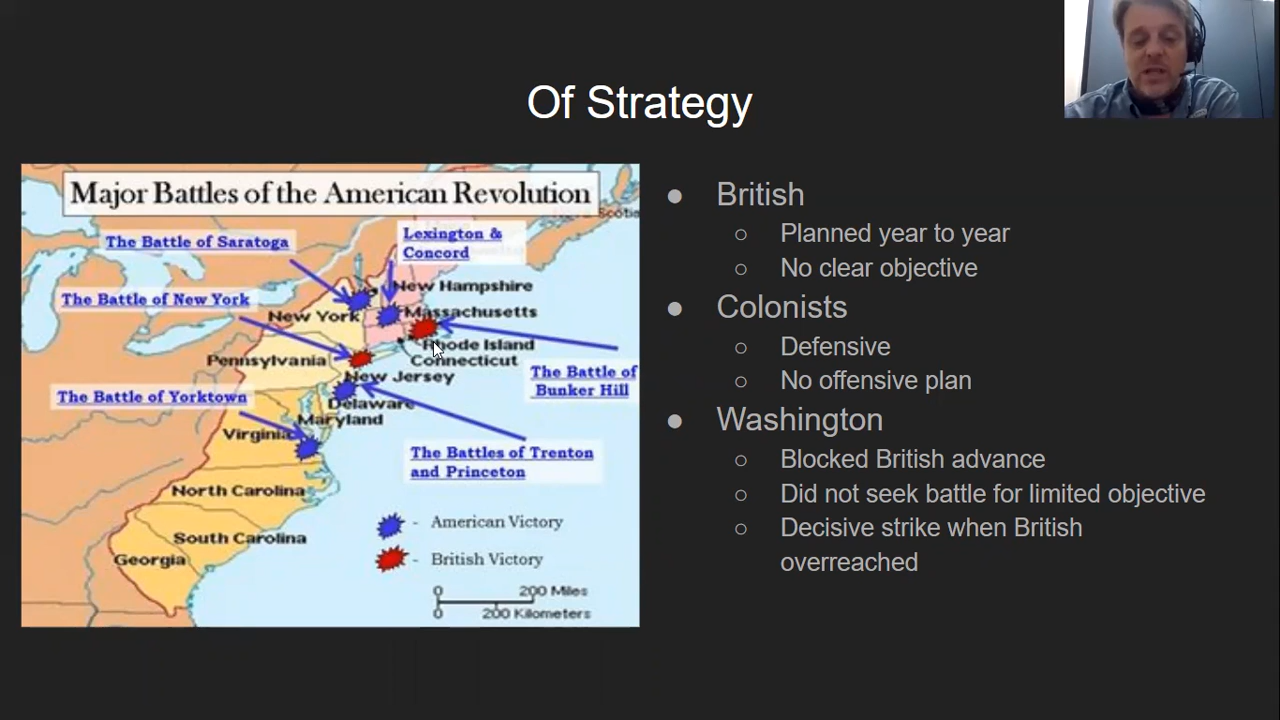 Of Strategy
Major Battles of the American Revolution
Scotia
The Battle of Saratoga
Lexington &
Concord
New Hampshire
The Battle of New York
New York
Massachusetts
Rhode Island
Pennsylvania
Connecticut
The Battle of
Bunker Hill
New Jersey
The Battle of Yorktown
Delaware
Maryland
Virginia
The Battles of Trenton
and Princeton
North Carolina
South Carolina
Georgia
- American Victory
- British Victory
0 200 Miles
0 200 Kilometers
● British
○ Planned year to year
○ No clear objective
● Colonists
○ Defensive
○ No offensive plan
● Washington
○ Blocked British advance
○ Did not seek battle for limited objective
○ Decisive strike when British
overreached